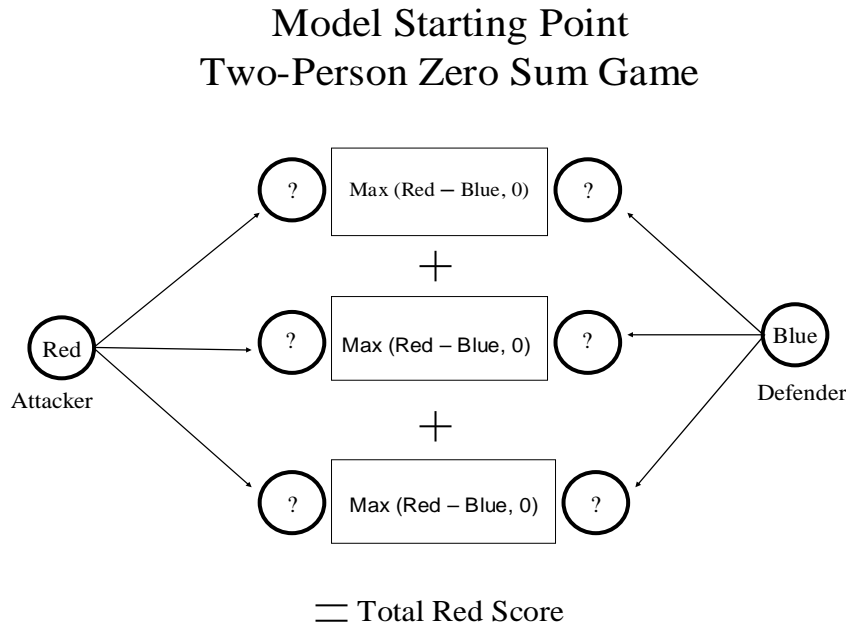 Model Starting Point
Two-Person Zero Sum Game
? Max (Red – Blue, 0) ?
+
Red ? Max (Red – Blue, 0) ? Blue
Attacker Defender
+
? Max (Red – Blue, 0) ?
= Total Red Score